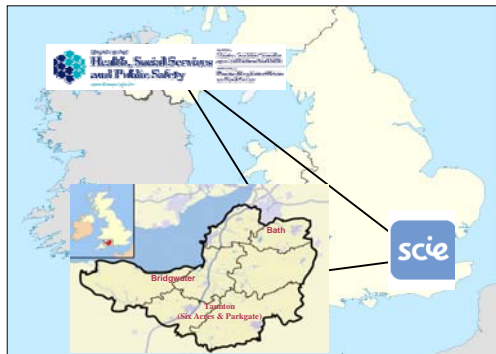 Health, Social Services
and Public Safety
Bath
Bridgwater
Taunton
(Six Acres & Parkgate)
scie